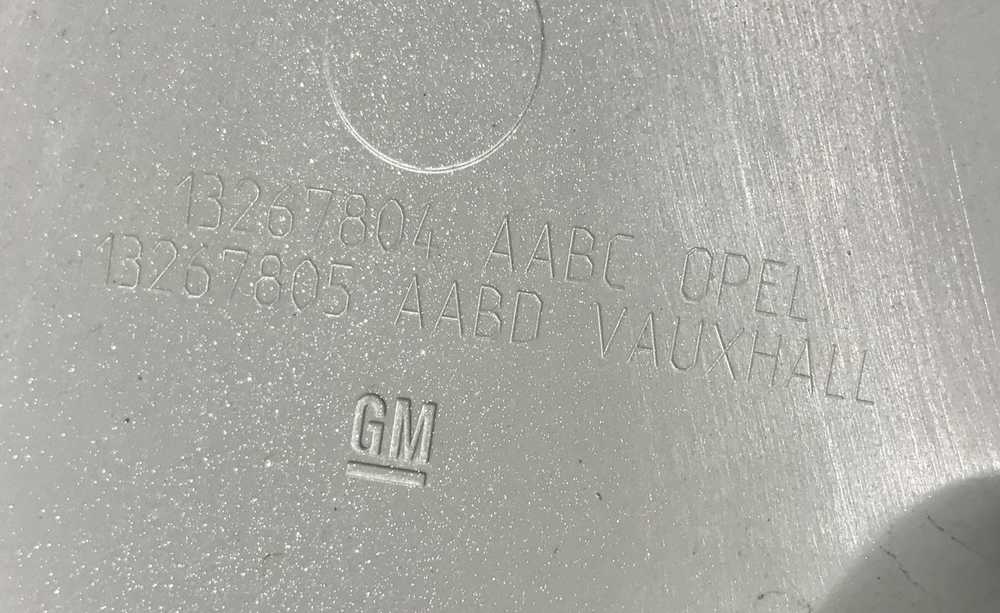 13267804 AABC OPEL
13267805 AABD VAUXHALL
GM